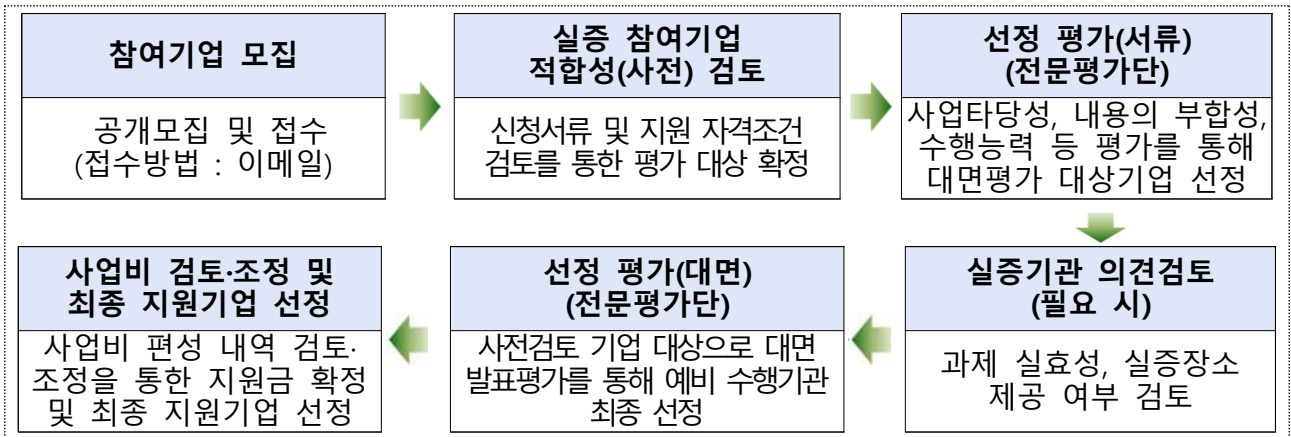 참여기업 모집
공개모집 및 접수
(접수방법 : 이메일)
실증 참여기업
적합성(사전) 검토
신청서류 및 지원 자격조건
검토를 통한 평가 대상 확정
선정 평가(서류)
(전문평가단)
사업타당성, 내용의 부합성,
수행능력 등 평가를 통해
대면평가 대상기업 선정
실증기관 의견검토
(필요 시)
과제 실효성, 실증장소
제공 여부 검토
선정 평가(대면)
(전문평가단)
사전검토 기업 대상으로 대면
발표평가를 통해 예비 수행기관
최종 선정
사업비 검토·조정 및
최종 지원기업 선정
사업비 편성 내역 검토·
조정을 통한 지원금 확정
및 최종 지원기업 선정